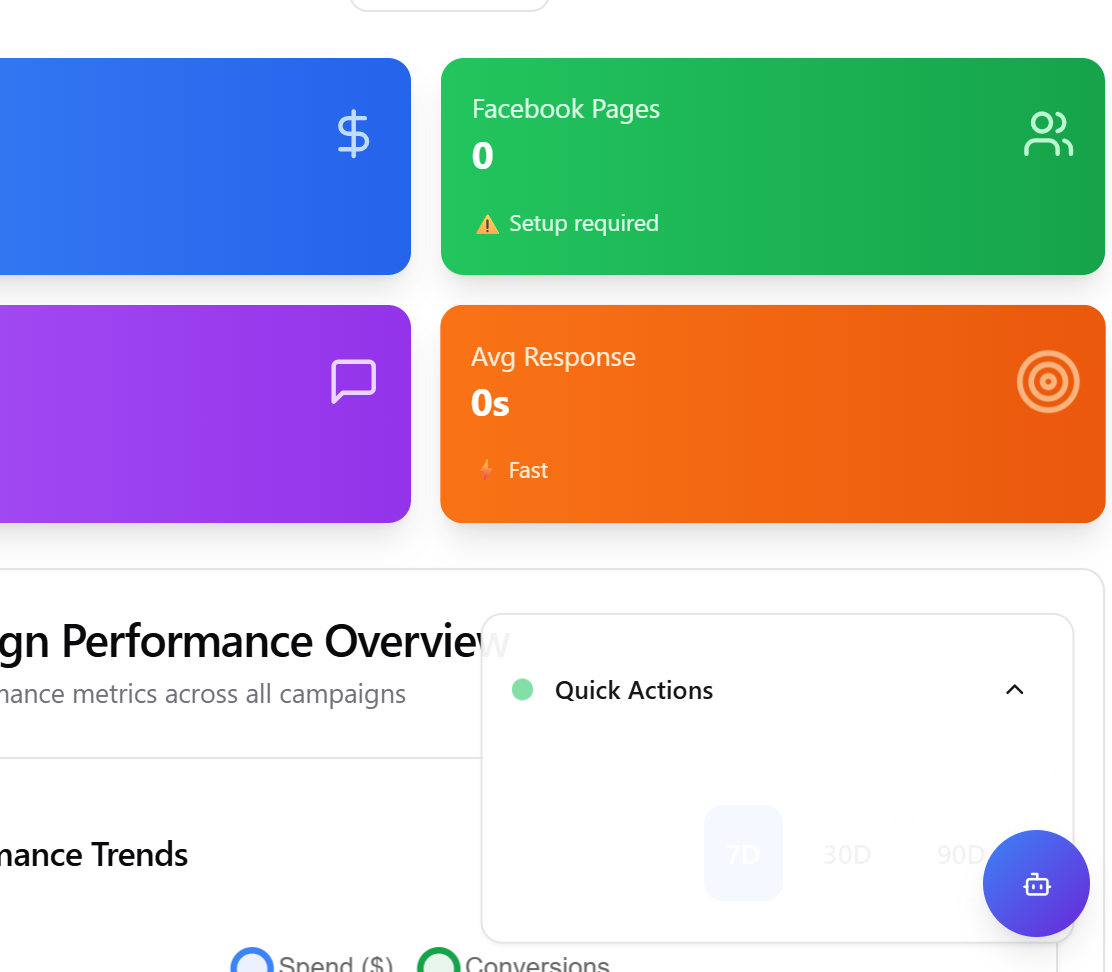 Facebook Pages
0
Setup required
Avg Response
0s
Fast
gn Performance Overview
mance metrics across all campaigns
Quick Actions
7D 30D 90D
mance Trends
Spend ($) Conversions